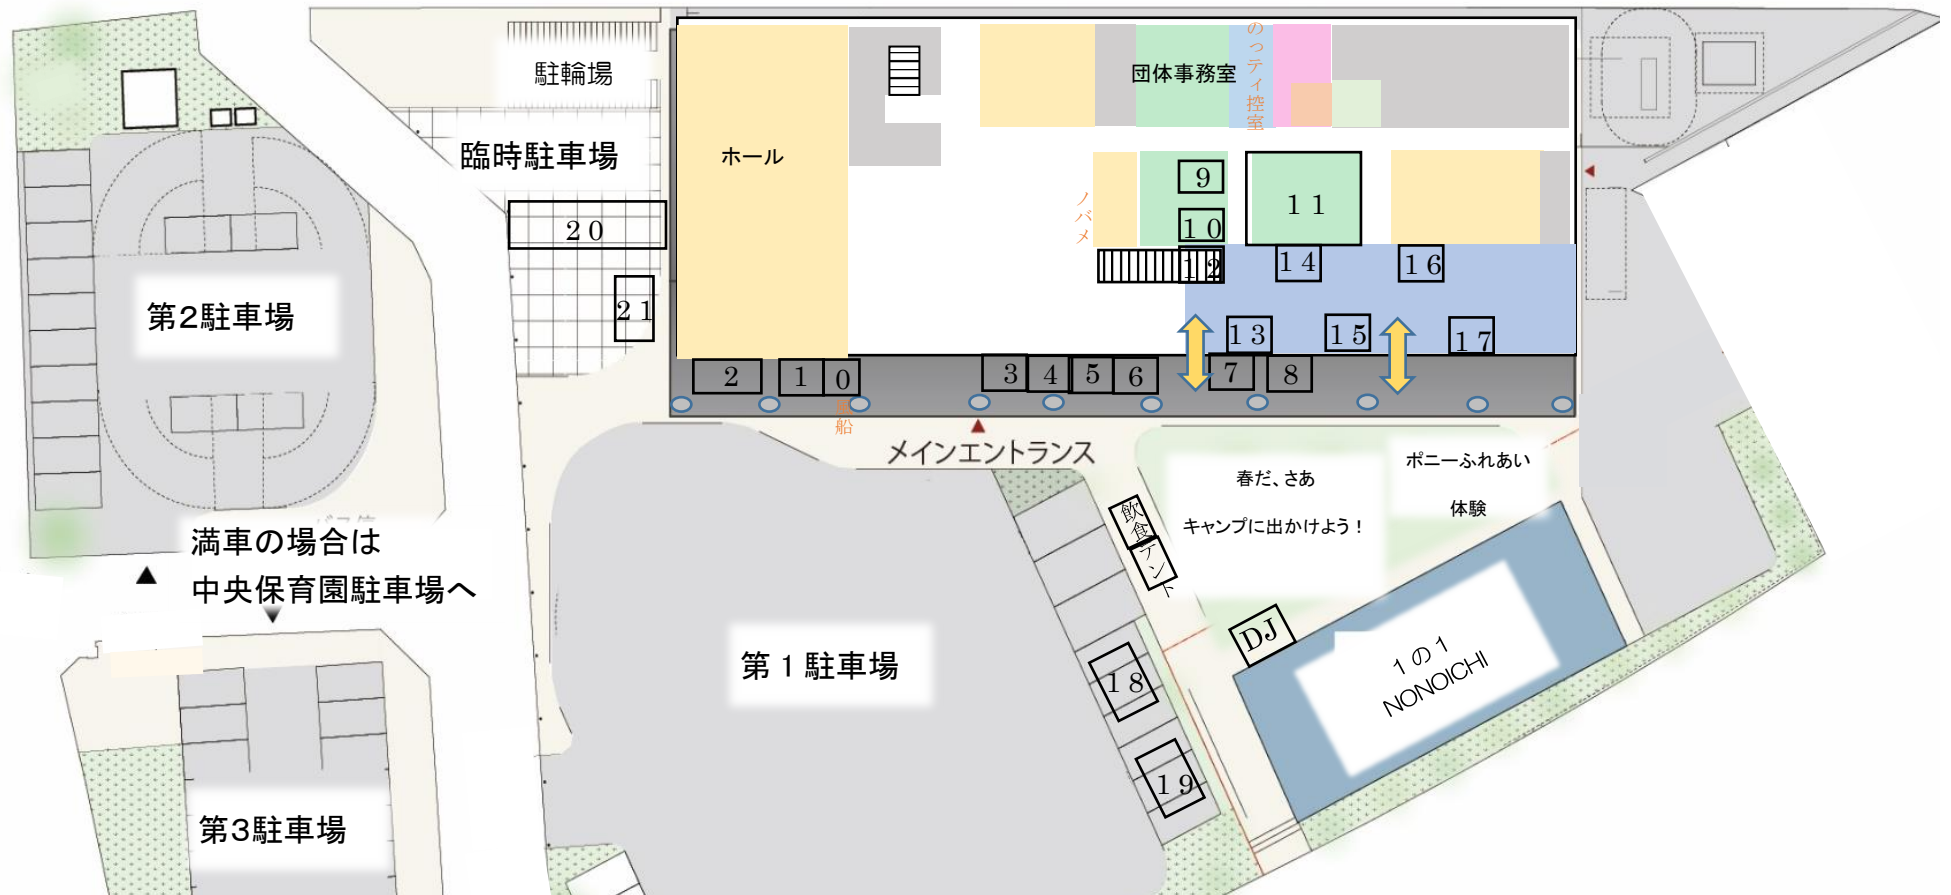 駐輪場
臨時駐車場
ホール
団体事務室
のっティ控室
ノバメ
9
10
11
12
14
16
13
15
17
20
21
2
1
0
3
4
5
6
7
8
船
メインエントランス
第2駐車場
満車の場合は
中央保育園駐車場へ
第3駐車場
第1駐車場
飲食テント
春だ、さあ
キャンプに出かけよう!
ポニーふれあい
体験
DJ
1の1
NONOICHI
18
19